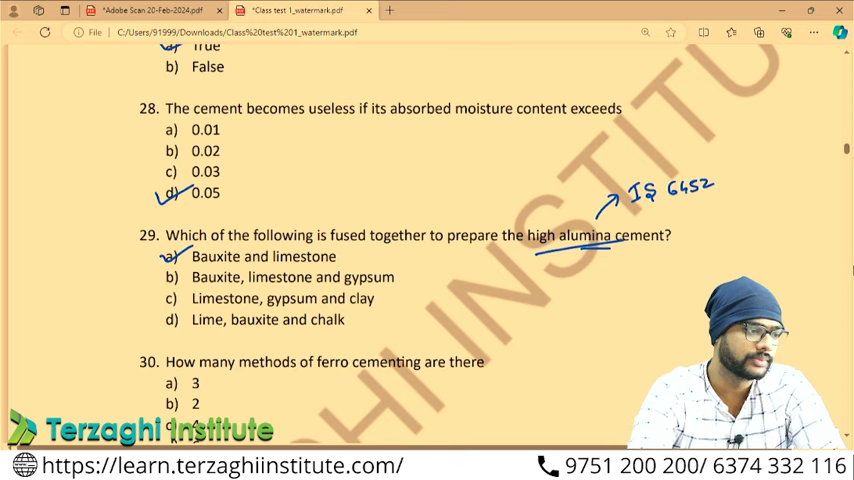 *Adobe Scan 20-Feb-2024.pdf
*Class test 1_watermark.pdf
File
C:/Users/91999/Downloads/Class%20test%201_watermark.pdf
a) True
b) False
28. The cement becomes useless if its absorbed moisture content exceeds
a) 0.01
b) 0.02
c) 0.03
d) 0.05
IS 6452
29. Which of the following is fused together to prepare the high alumina cement?
a) Bauxite and limestone
b) Bauxite, limestone and gypsum
c) Limestone, gypsum and clay
d) Lime, bauxite and chalk
30. How many methods of ferro cementing are there
a) 3
b) 2
Terzaghi Institute
https://learn.terzaghiinstitute.com/
9751 200 200/ 6374 332 116